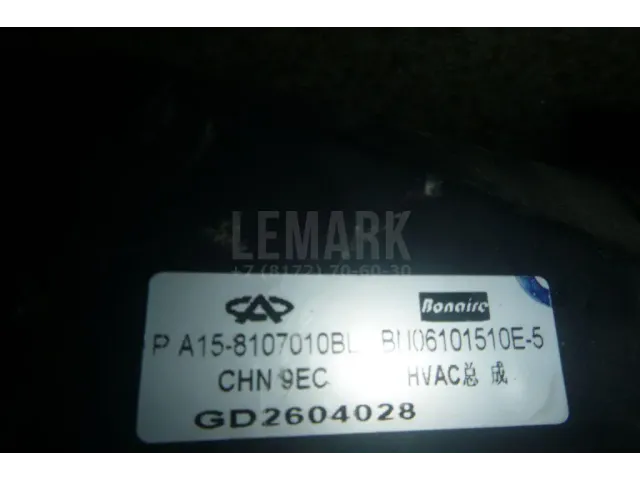 LEMARK
+7 (8172) 70-60-30
Bonaire
P A15-8107010BL BN06101510E-5
CHN 9EC HVAC总成
GD2604028